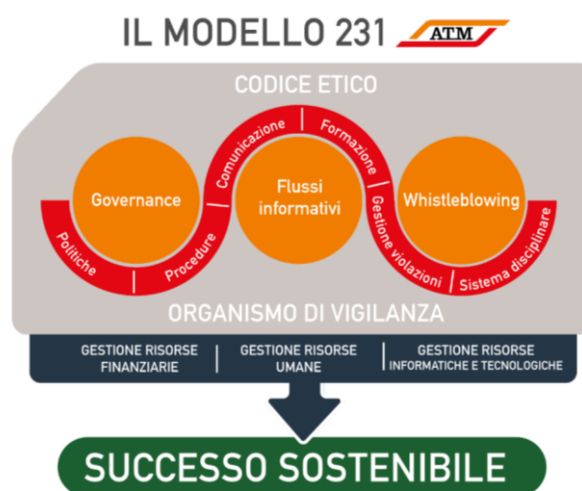 IL MODELLO 231 ATM
CODICE ETICO
Governance
Flussi
informativi
Whistleblowing
Politiche
Procedure
Comunicazione
Formazione
Gestione violazioni
Sistema disciplinare
ORGANISMO DI VIGILANZA
GESTIONE RISORSE
FINANZIARIE
GESTIONE RISORSE
UMANE
GESTIONE RISORSE
INFORMATICHE E TECNOLOGICHE
SUCCESSO SOSTENIBILE